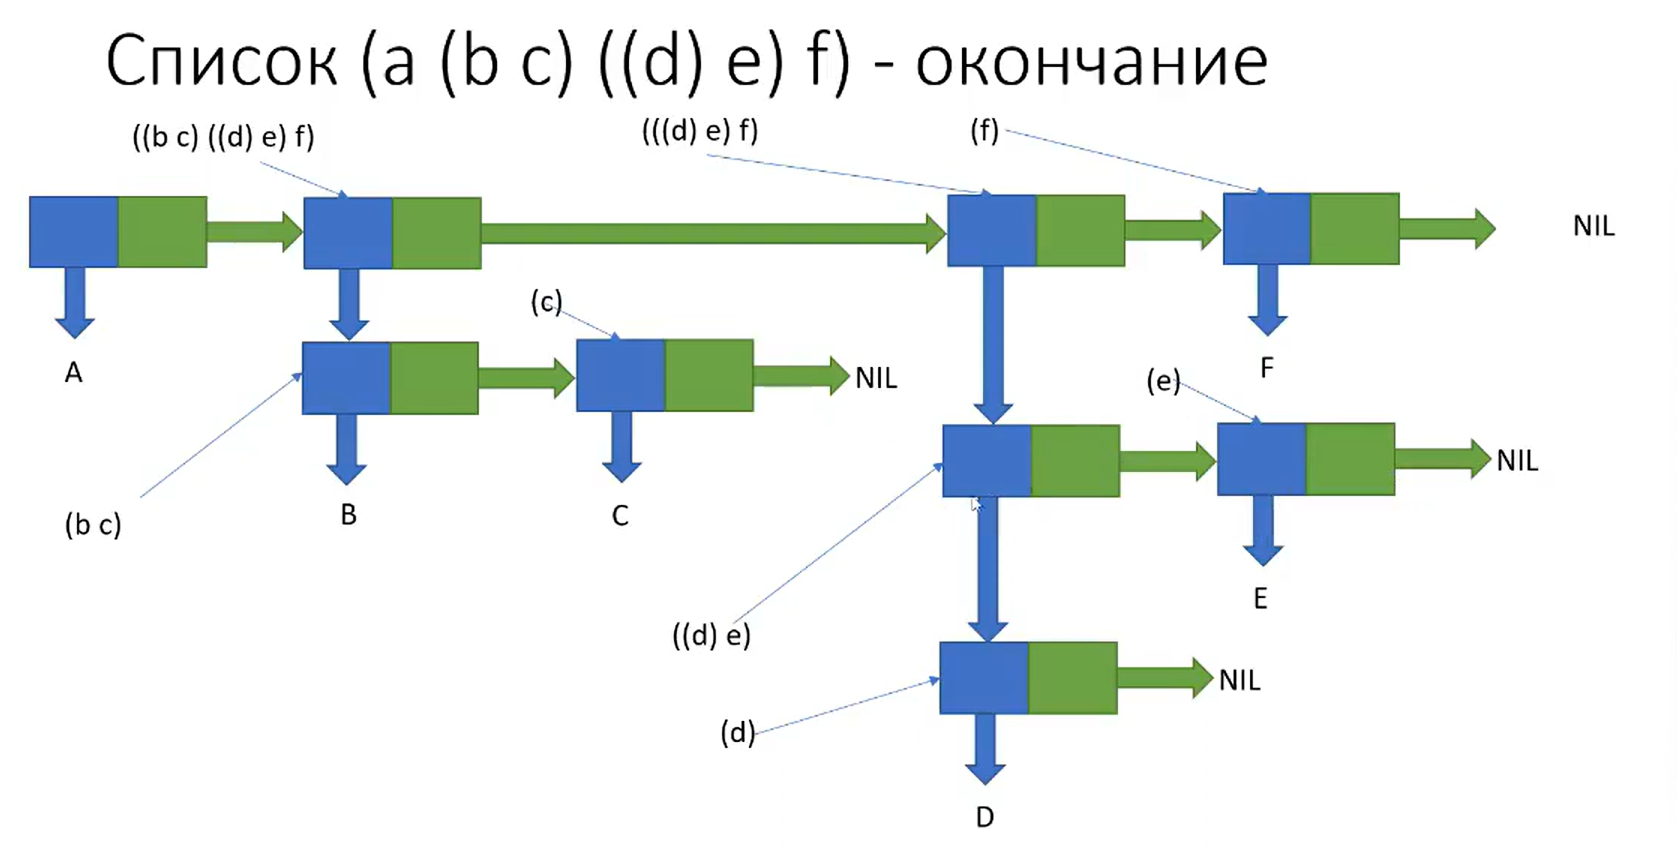 Список (a (b c) ((d) e) f) - окончание
((b c) ((d) e) f)
(((d) e) f)
(f)
NIL
(c)
A
NIL
F
(e)
NIL
(b c)
B
C
E
((d) e)
NIL
(d)
D